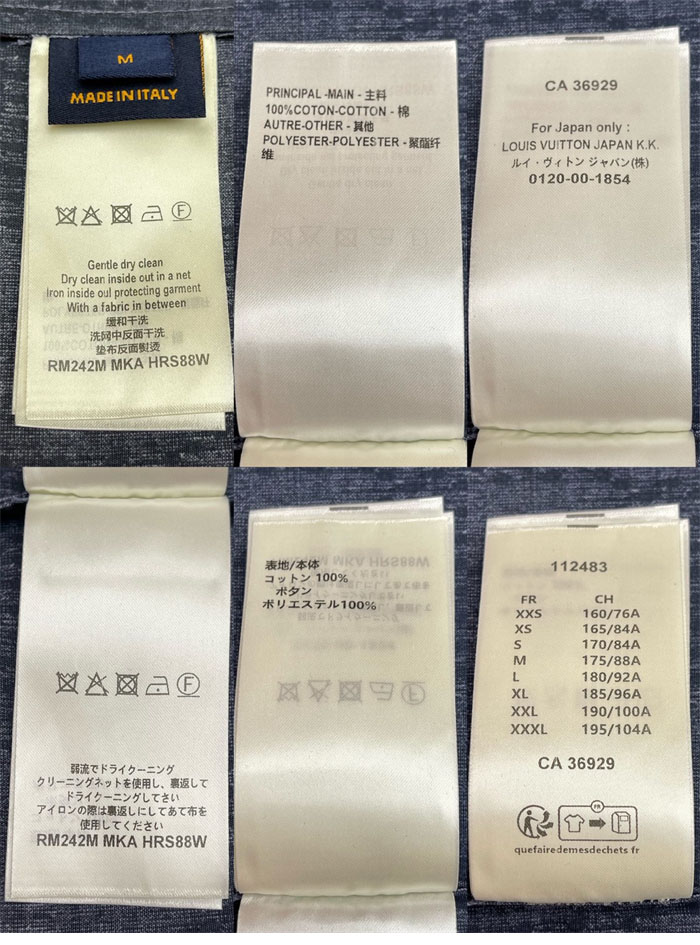 M
MADE IN ITALY
Gentle dry clean
Dry clean inside out in a net
Iron inside oul protecting garment
With a fabric in between
缓和干洗
洗网中反面干洗
垫布反面熨烫
RM242M MKA HRS88W
PRINCIPAL -MAIN - 主料
100%COTON-COTTON - 棉
AUTRE-OTHER - 其他
POLYESTER-POLYESTER - 聚酯纤
维
CA 36929
For Japan only :
LOUIS VUITTON JAPAN K.K.
ルイ・ヴィトン ジャバン(株)
0120-00-1854
F
弱流でドライクーニング
クリーニングネットを使用し、裏返して
ドライケーニングしてさい
アイロンの際は裏返しにしてあて布を
使用してください
RM242M MKA HRS88W
表地/本体
コットン 100%
ボタン
ポリエステル100%
112483
FR CH
XXS 160/76A
XS 165/84A
S 170/84A
M 175/88A
L 180/92A
XL 185/96A
XXL 190/100A
XXXL 195/104A
CA 36929
FR
quefairedemesdechets.fr